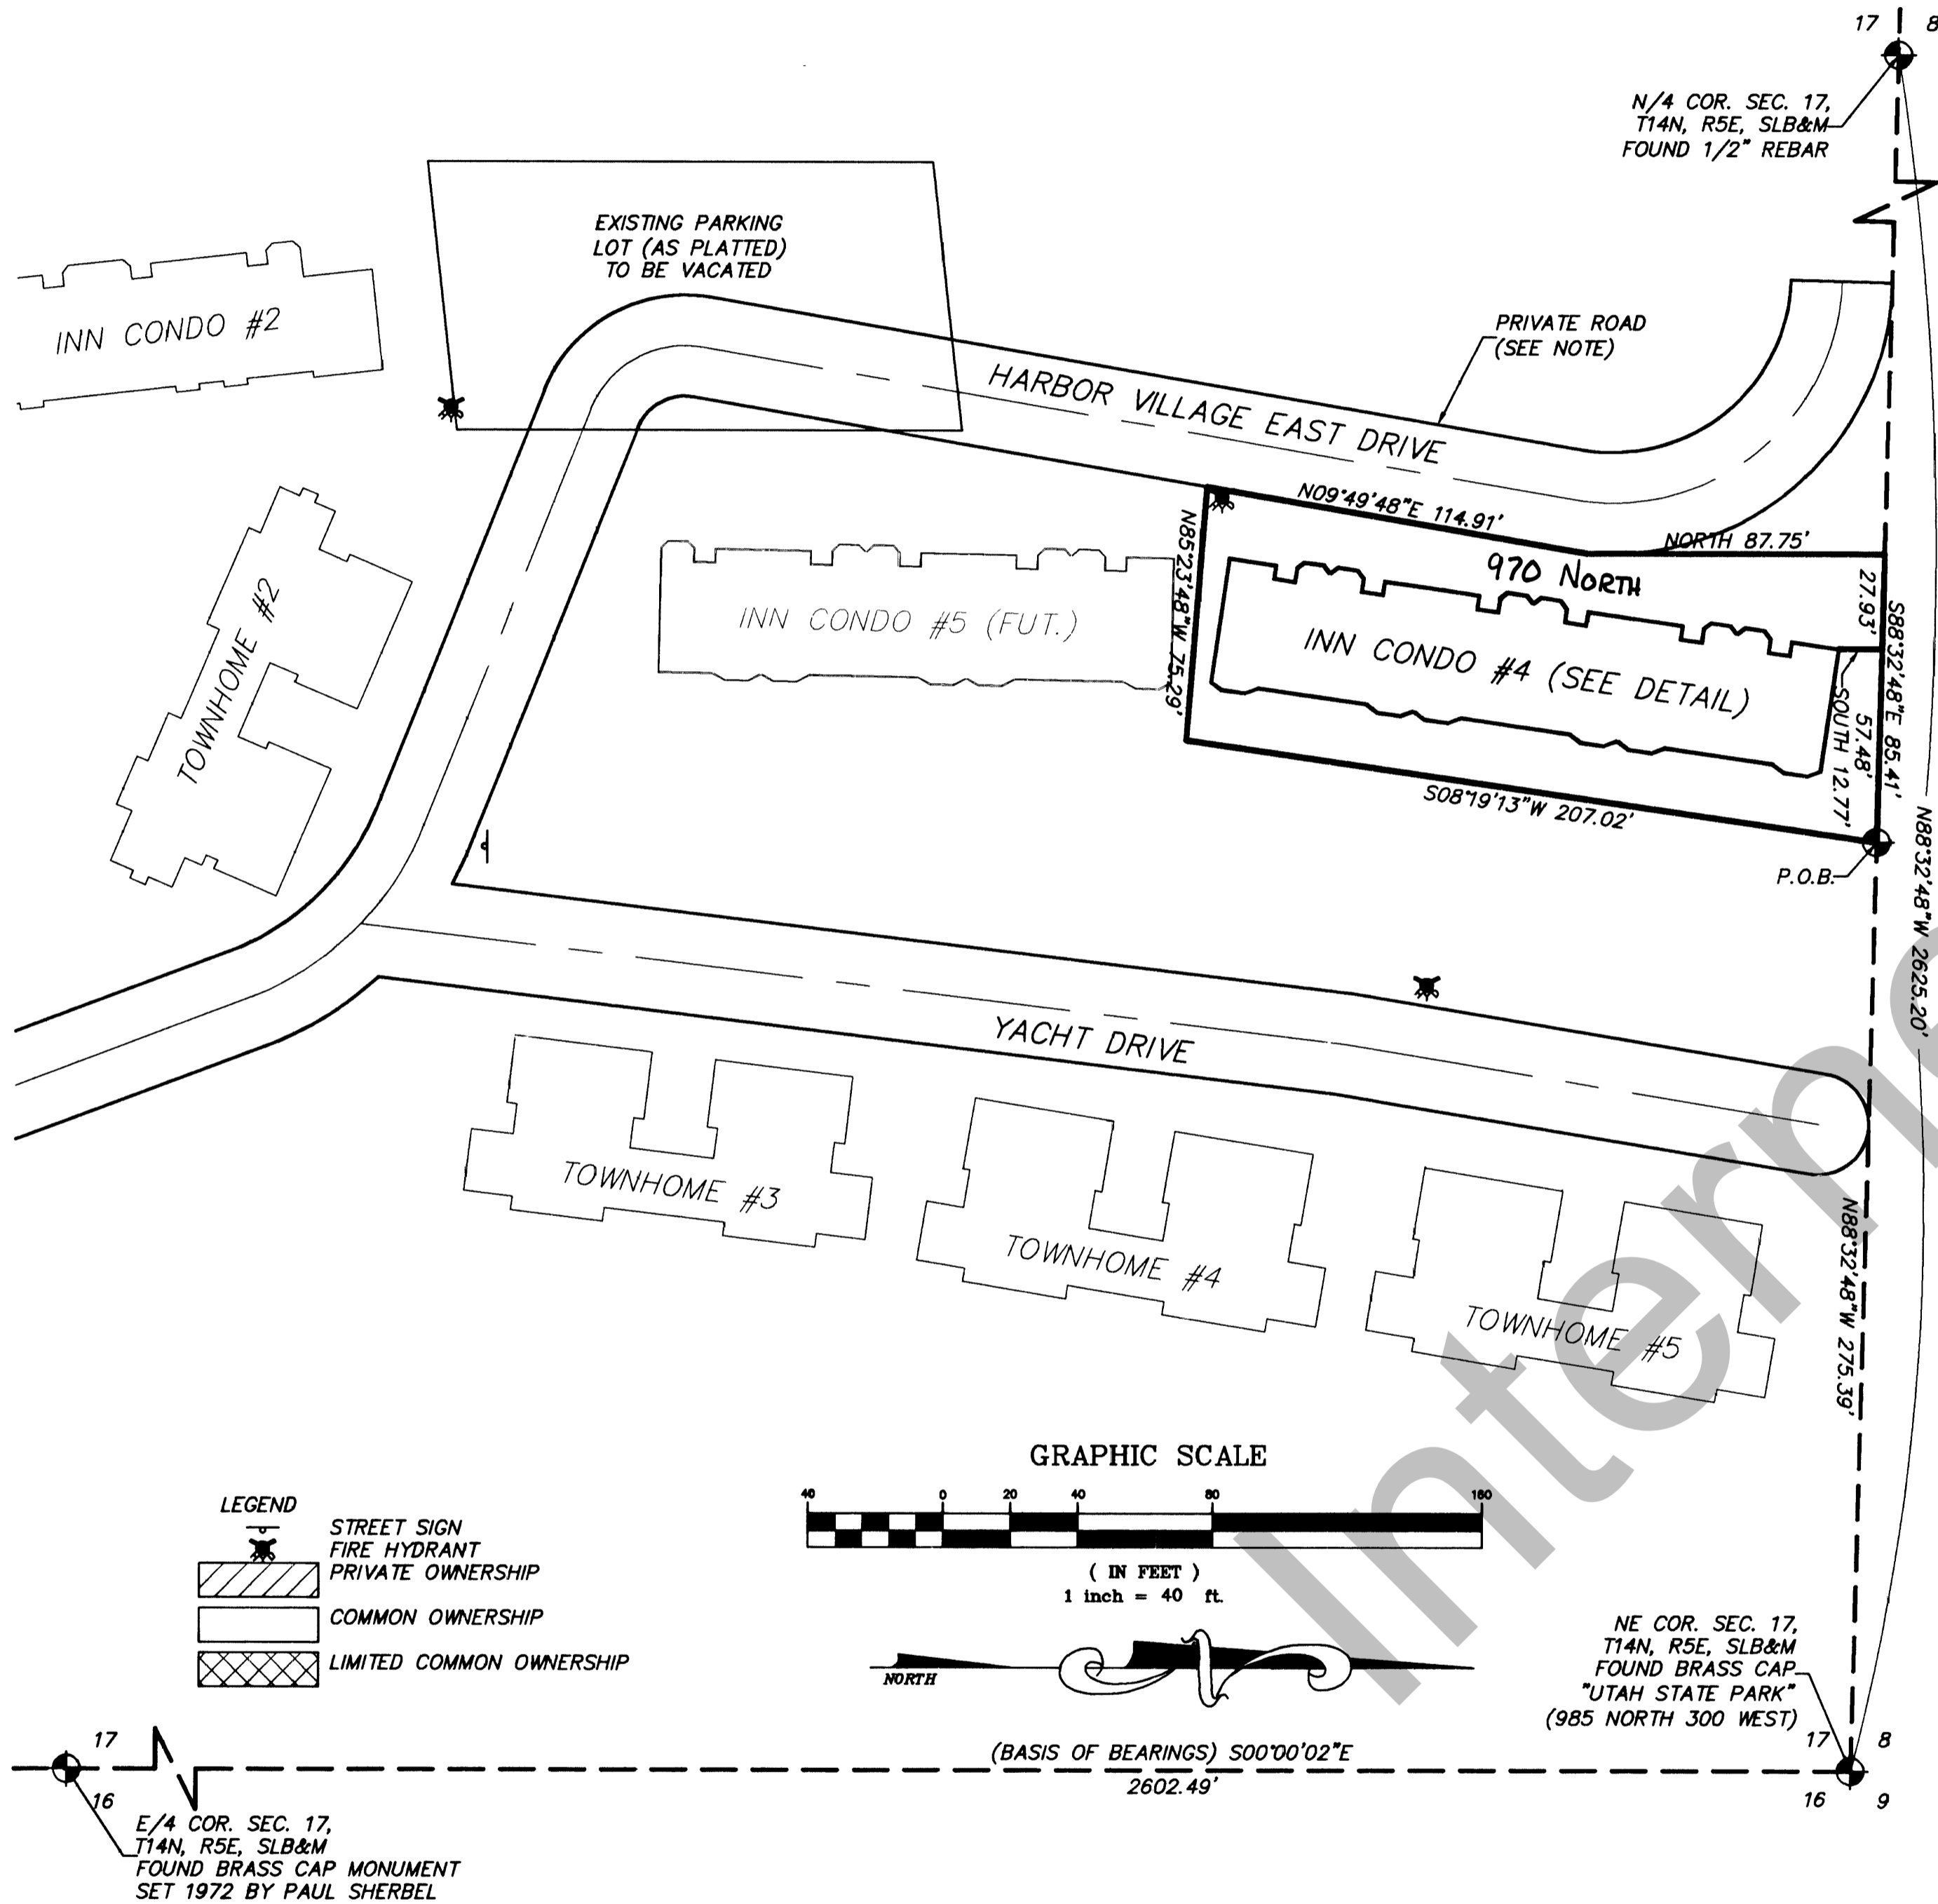 17 8
N/4 COR. SEC. 17,
T14N, R5E, SLB&M
FOUND 1/2" REBAR
EXISTING PARKING
LOT (AS PLATTED)
TO BE VACATED
INN CONDO #2
PRIVATE ROAD
(SEE NOTE)
HARBOR VILLAGE EAST DRIVE
N09°49'48"E 114.91'
NORTH 87.75'
970 NORTH
N85°23'48"W 75.29'
27.93'
S88°32'48"E 85.41'
57.48'
SOUTH 12.77'
INN CONDO #5 (FUT.)
INN CONDO #4 (SEE DETAIL)
TOWNHOME #2
S08°19'13"W 207.02'
P.O.B.
N88°32'48"W 2625.20'
YACHT DRIVE
TOWNHOME #3
TOWNHOME #4
TOWNHOME #5
N88°32'48"W 275.39'
GRAPHIC SCALE
40 0 20 40 80 160
( IN FEET )
1 inch = 40 ft.
LEGEND
STREET SIGN
FIRE HYDRANT
PRIVATE OWNERSHIP
COMMON OWNERSHIP
LIMITED COMMON OWNERSHIP
NORTH
NE COR. SEC. 17,
T14N, R5E, SLB&M
FOUND BRASS CAP
"UTAH STATE PARK"
(985 NORTH 300 WEST)
17 8
16 9
(BASIS OF BEARINGS) S00°00'02"E
2602.49'
17
16
E/4 COR. SEC. 17,
T14N, R5E, SLB&M
FOUND BRASS CAP MONUMENT
SET 1972 BY PAUL SHERBEL